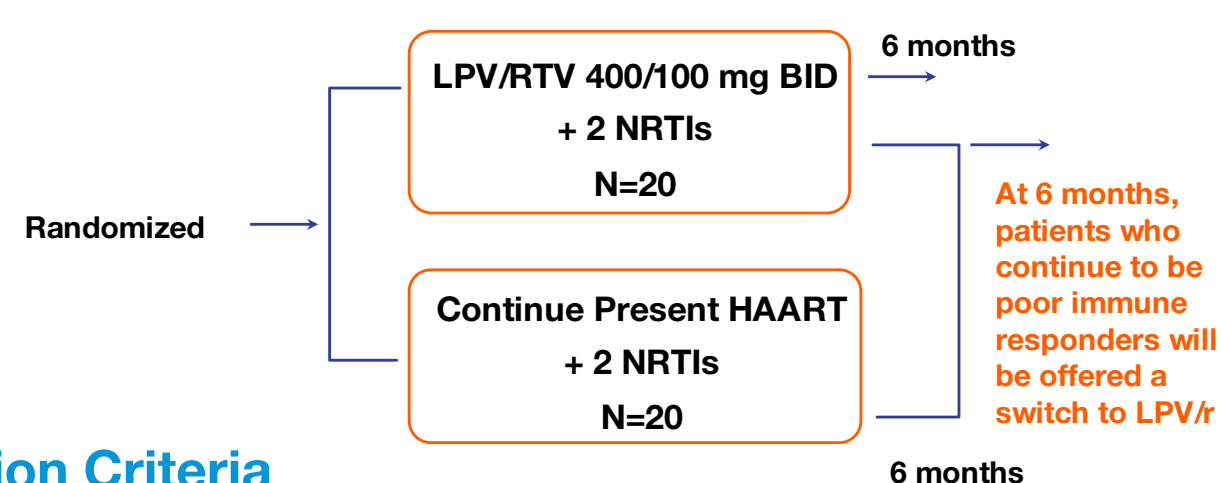 6 months
LPV/RTV 400/100 mg BID
+ 2 NRTIs
N=20
Randomized
At 6 months,
patients who
continue to be
poor immune
responders will
be offered a
switch to LPV/r
Continue Present HAART
+ 2 NRTIs
N=20
Criteria
6 months